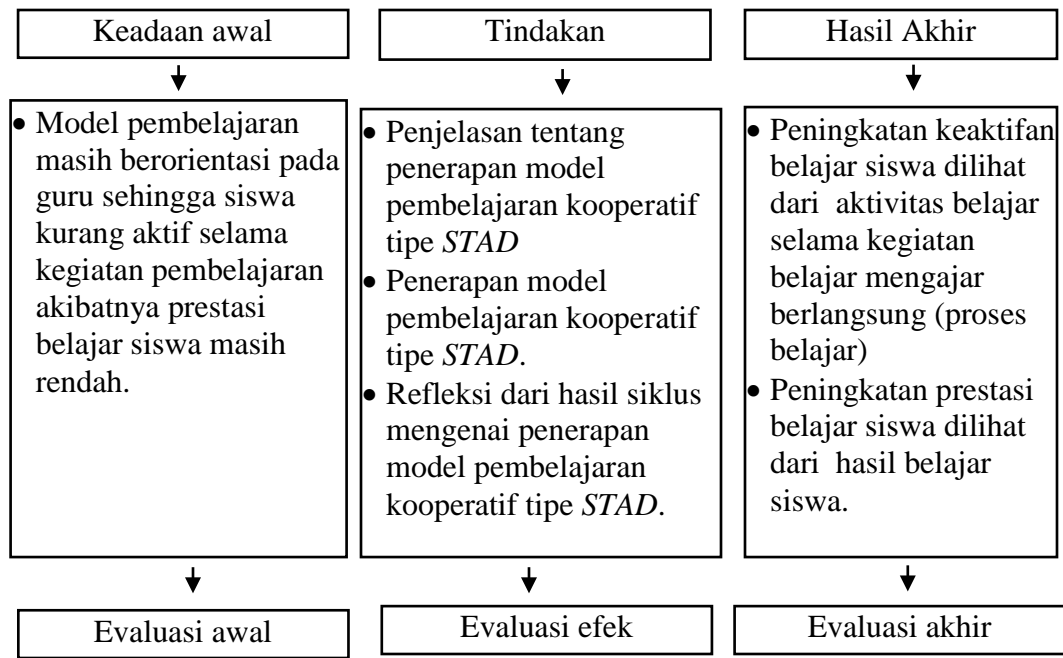 Keadaan awal
Tindakan
Hasil Akhir
• Model pembelajaran
masih berorientasi pada
guru sehingga siswa
kurang aktif selama
kegiatan pembelajaran
akibatnya prestasi
belajar siswa masih
rendah.
• Penjelasan tentang
penerapan model
pembelajaran kooperatif
tipe STAD
• Penerapan model
pembelajaran kooperatif
tipe STAD.
• Refleksi dari hasil siklus
mengenai penerapan
model pembelajaran
kooperatif tipe STAD.
• Peningkatan keaktifan
belajar siswa dilihat
dari aktivitas belajar
selama kegiatan
belajar mengajar
berlangsung (proses
belajar)
• Peningkatan prestasi
belajar siswa dilihat
dari hasil belajar
siswa.
Evaluasi awal
Evaluasi efek
Evaluasi akhir